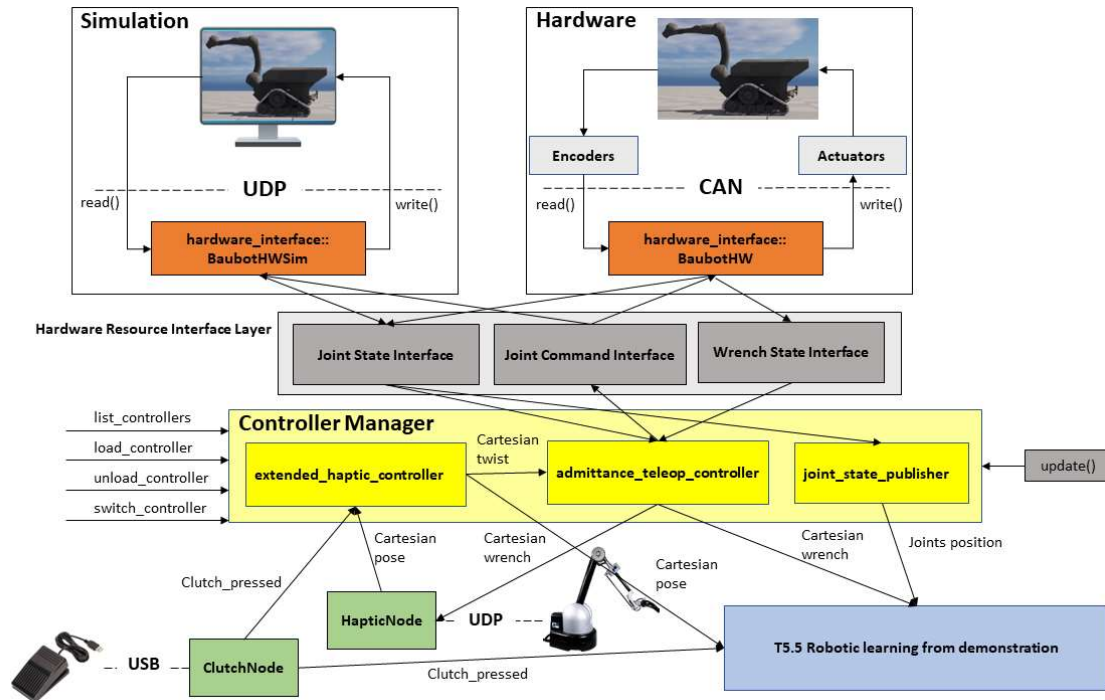 Simulation
Hardware
Encoders
Actuators
UDP
CAN
read()
write()
read()
write()
hardware_interface::
BaubotHWSim
hardware_interface::
BaubotHW
Hardware Resource Interface Layer
Joint State Interface
Joint Command Interface
Wrench State Interface
list_controllers
load_controller
unload_controller
switch_controller
Controller Manager
extended_haptic_controller
Cartesian
twist
admittance_teleop_controller
joint_state_publisher
update()
Cartesian
pose
Cartesian
wrench
Cartesian
wrench
Joints position
Clutch_pressed
Cartesian
pose
HapticNode
UDP
USB
ClutchNode
Clutch_pressed
T5.5 Robotic learning from demonstration